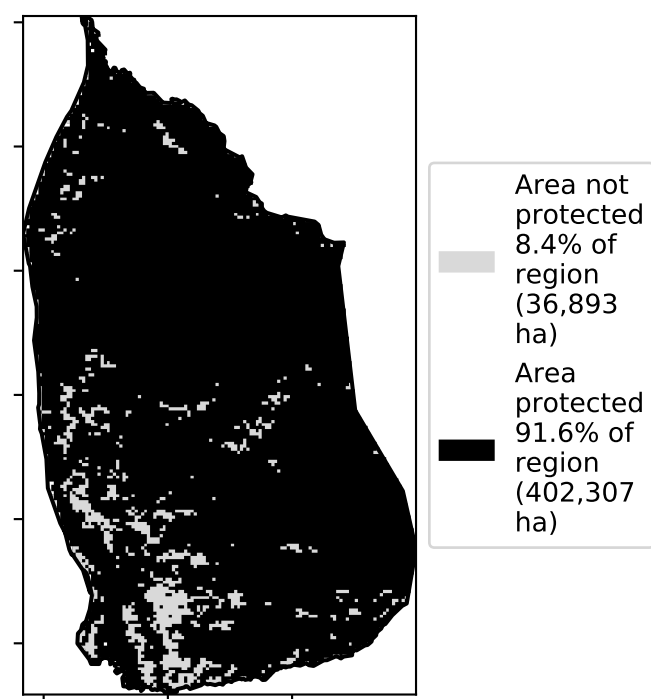 Area not
protected
8.4% of
region
(36,893
ha)
Area
protected
91.6% of
region
(402,307
ha)